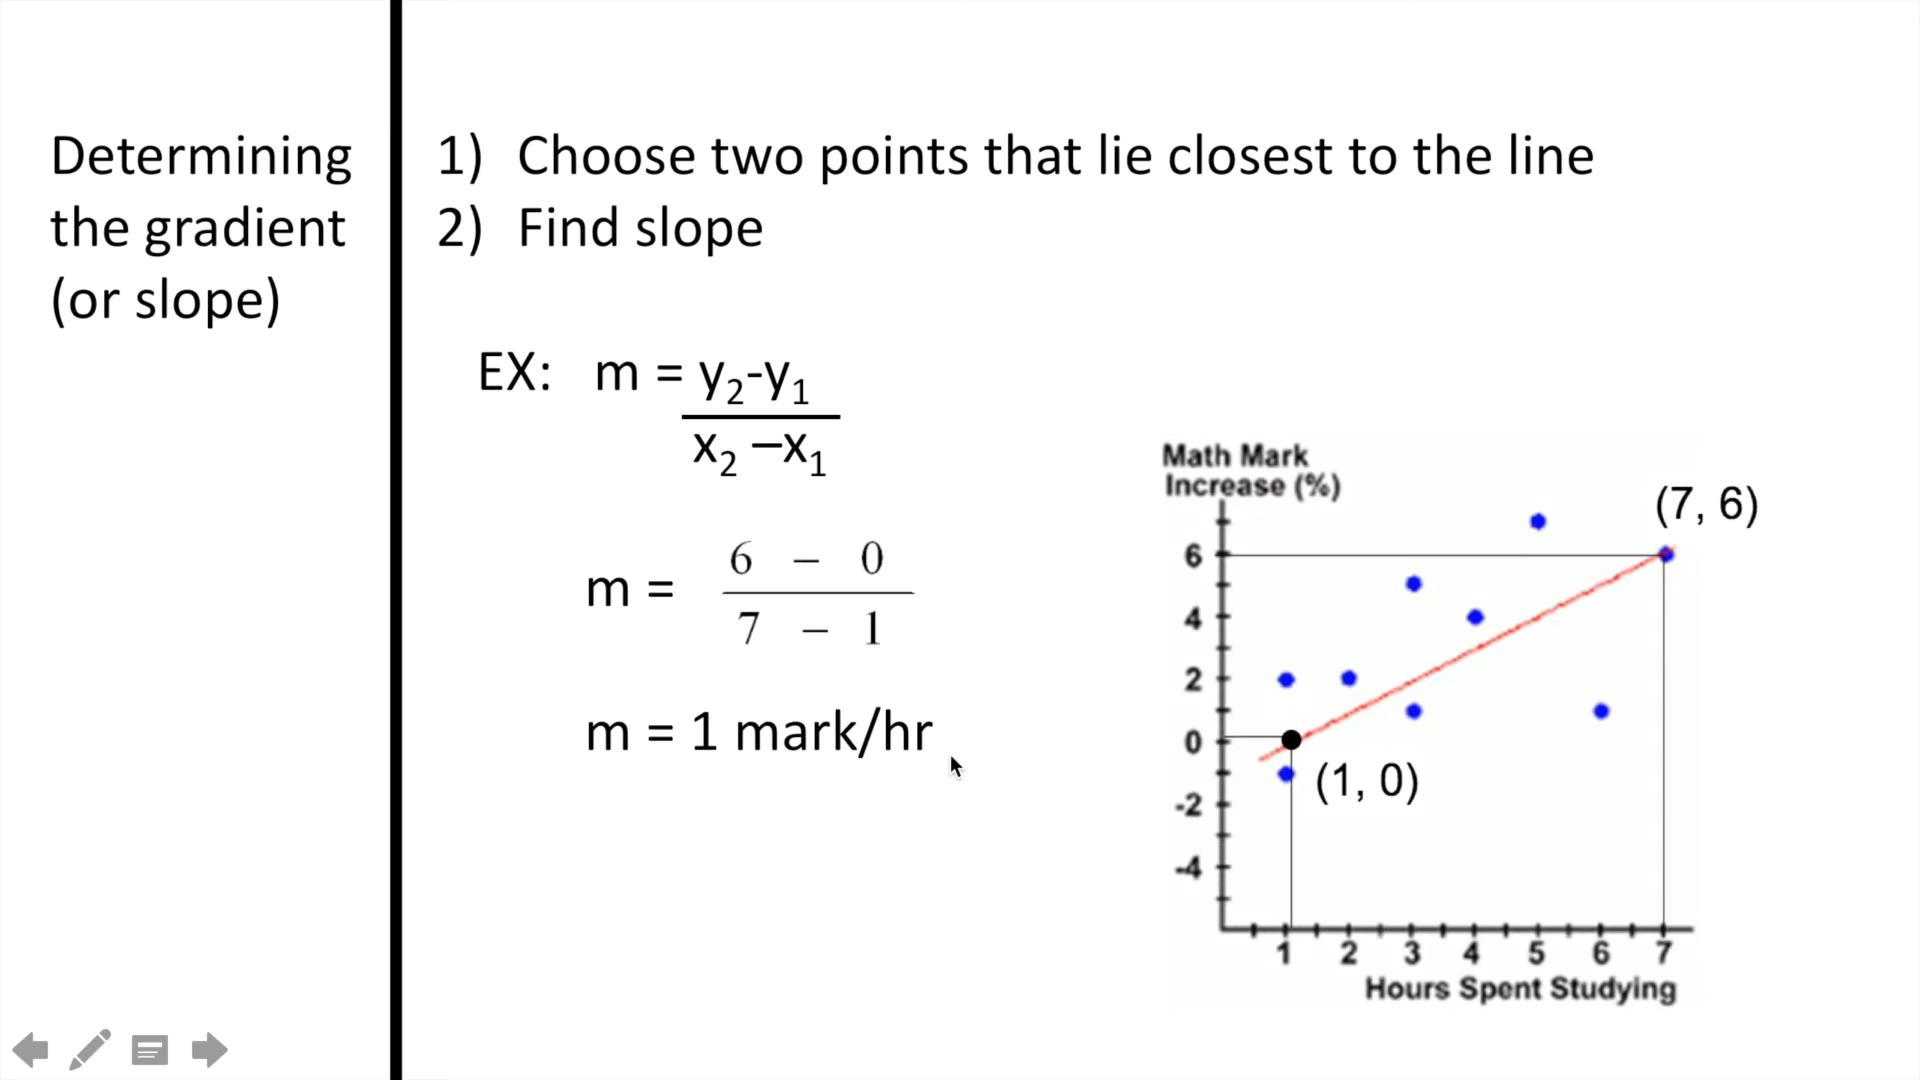 Determining
the gradient
(or slope)
1) Choose two points that lie closest to the line
2) Find slope
EX: m = y₂-y₁
x₂ –x₁
m = 6 – 0
7 – 1
m = 1 mark/hr
Math Mark
Increase (%)
(7, 6)
6
4
2
0
(1, 0)
-2
-4
1 2 3 4 5 6 7
Hours Spent Studying